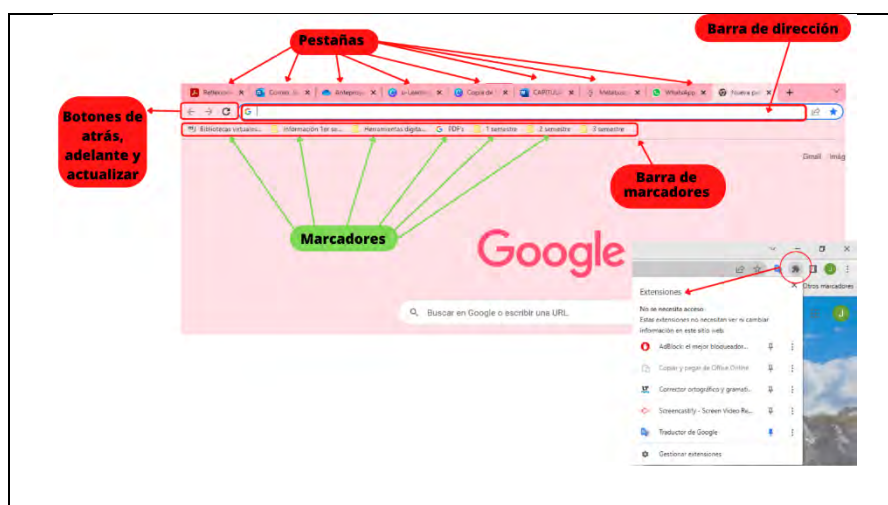 Pestañas
Barra de dirección
Botones de
atrás,
adelante y
actualizar
Correo
Antepro
Copia de
CAPITULO
WhatsApp
Nueva pe
Bibliotecas virtuales...
Información 1er se...
Herramientas digita...
PDF's
1 semestre
2 semestre
3 semestre
Gmail Imág
Barra de
marcadores
Marcadores
Google
Buscar en Google o escribir una URL
Otros marcadores
Extensiones
No se necesita acceso
Estas extensiones no necesitan ver ni cambiar
información en este sitio web.
J
AdBlock: el mejor bloqueador...
Copiar y pegar de Office Online
Corrector ortográfico y gramati...
Screencastify - Screen Video Re...
Traductor de Google
Gestionar extensiones